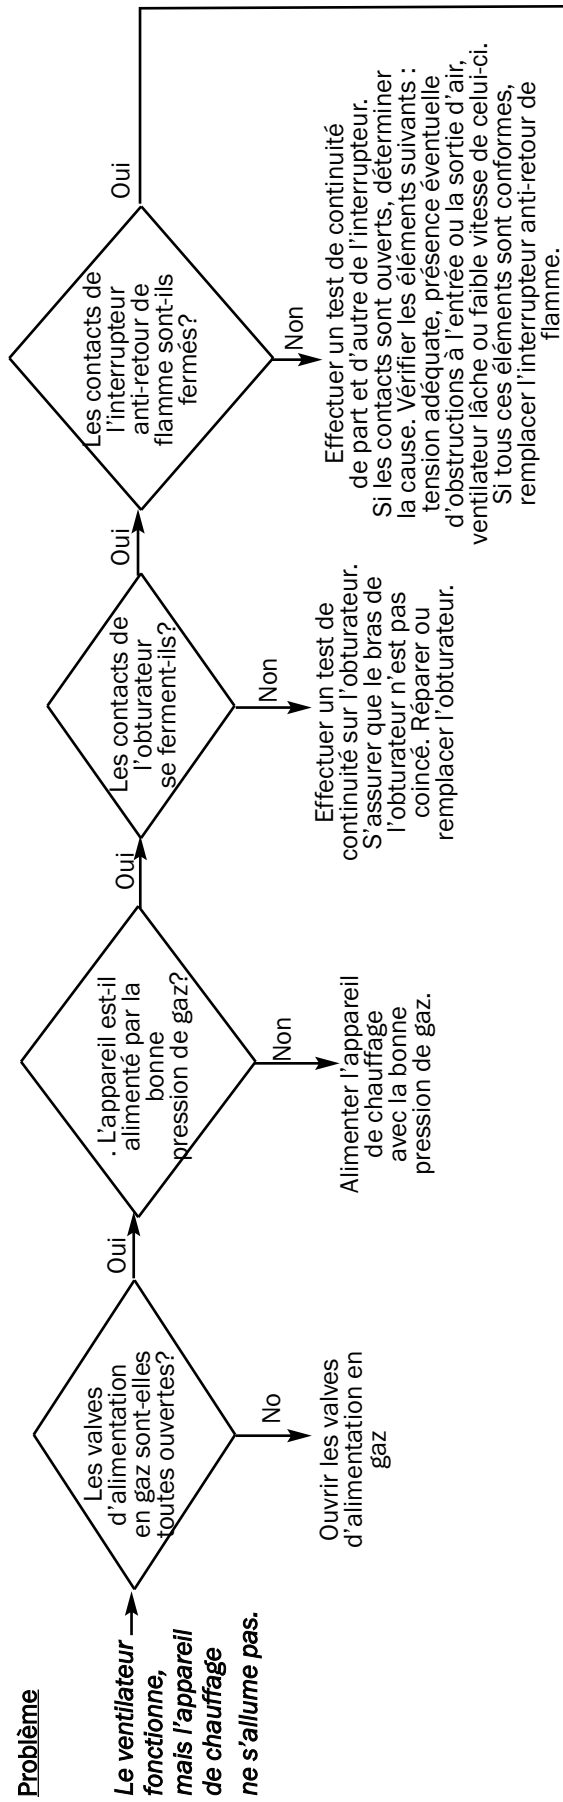 Problème
Le ventilateur
fonctionne,
mais l'appareil
de chauffage
ne s'allume pas.
Les valves
d'alimentation
en gaz sont-elles
toutes ouvertes?
Oui
No
Ouvrir les valves
d'alimentation en
gaz
. L'appareil est-il
alimenté par la
bonne
pression de gaz?
Oui
Non
Alimenter l'appareil
de chauffage
avec la bonne
pression de gaz.
Les contacts de
l'obturateur
se ferment-ils?
Oui
Non
Effectuer un test de
continuité sur l'obturateur.
S'assurer que le bras de
l'obturateur n'est pas
coincé. Réparer ou
remplacer l'obturateur.
Les contacts de
l'interrupteur
anti-retour de
flamme sont-ils
fermés?
Oui
Non
Effectuer un test de continuité
de part et d'autre de l'interrupteur.
Si les contacts sont ouverts, déterminer
la cause. Vérifier les éléments suivants :
tension adéquate, présence éventuelle
d'obstructions à l'entrée ou la sortie d'air,
ventilateur lâche ou faible vitesse de celui-ci.
Si tous ces éléments sont conformes,
remplacer l'interrupteur anti-retour de
flamme.